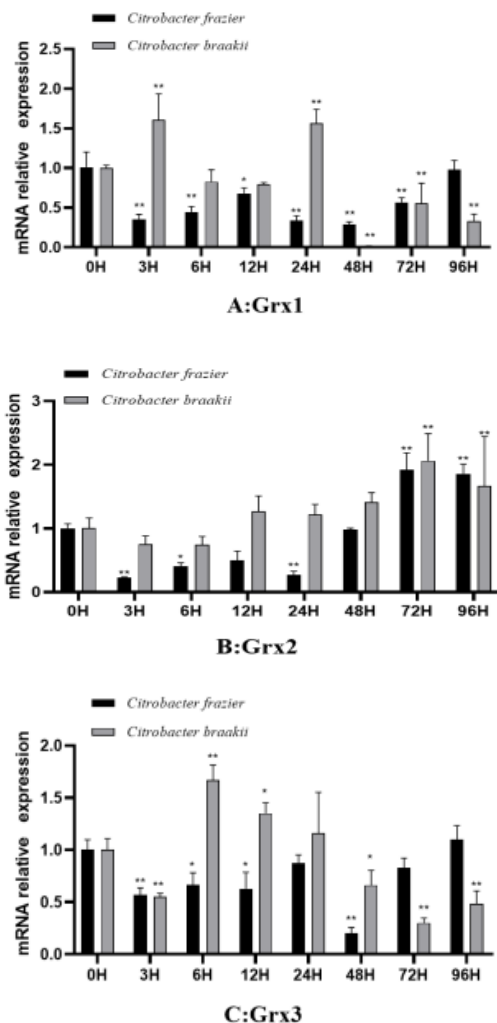 Citrobacter frazier
Citrobacter braakii
mRNA relative expression
2.5
2.0
1.5
1.0
0.5
0.0
** ** ** * ** ** ** ** ** ** **
0H 3H 6H 12H 24H 48H 72H 96H
A:Grx1
Citrobacter frazier
Citrobacter braakii
mRNA relative expression
3
2
1
0
** * ** ** ** ** **
0H 3H 6H 12H 24H 48H 72H 96H
B:Grx2
Citrobacter frazier
Citrobacter braakii
mRNA relative expression
2.0
1.5
1.0
0.5
0.0
** ** * ** * * ** * ** **
0H 3H 6H 12H 24H 48H 72H 96H
C:Grx3